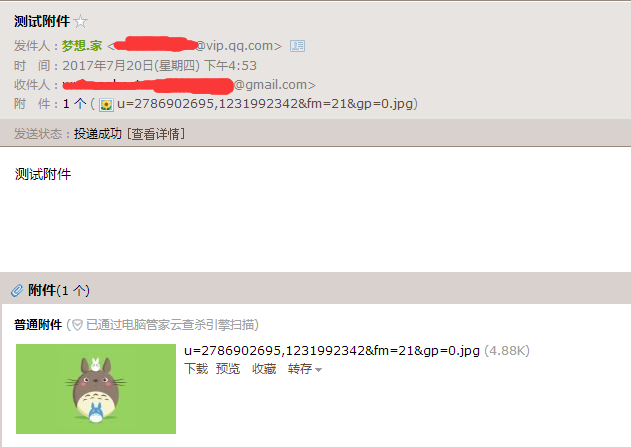 测试附件
发件人：梦想.家 < @vip.qq.com>
时 间：2017年7月20日(星期四) 下午4:53
收件人： @gmail.com>
附 件：1 个 ( u=2786902695,1231992342&fm=21&gp=0.jpg)
发送状态：投递成功 [查看详情]
测试附件
附件(1 个)
普通附件 ( 已通过电脑管家云查杀引擎扫描)
u=2786902695,1231992342&fm=21&gp=0.jpg (4.88K)
下载 预览 收藏 转存